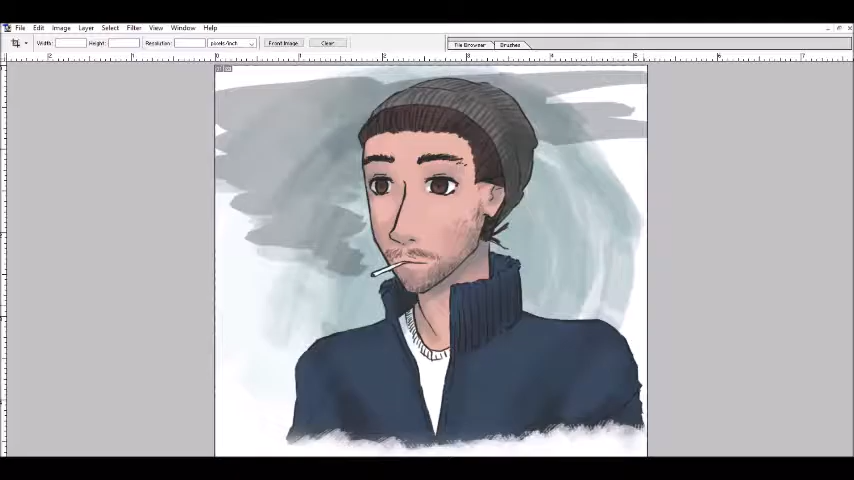 File Edit Image Layer Select Filter View Window Help
Width: Height: Resolution: pixels/inch Front Image Clear File Browser Brushes